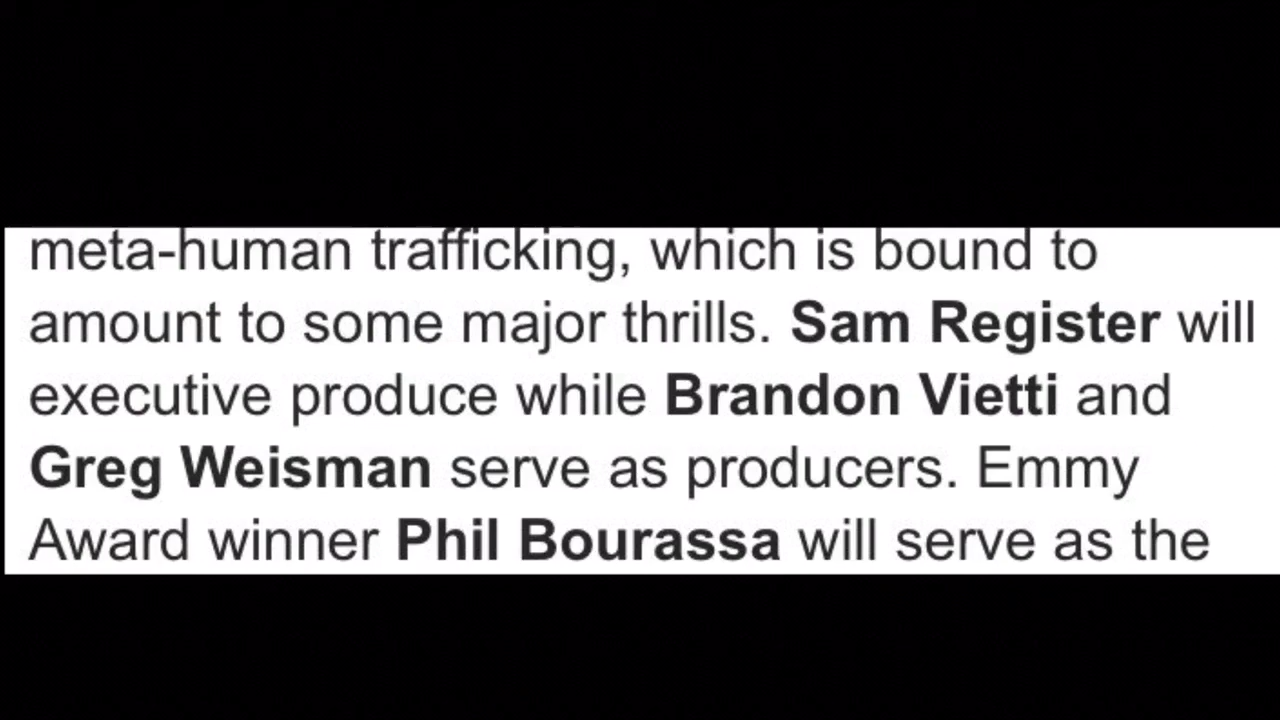 meta-human trafficking, which is bound to
amount to some major thrills. Sam Register will
executive produce while Brandon Vietti and
Greg Weisman serve as producers. Emmy
Award winner Phil Bourassa will serve as the